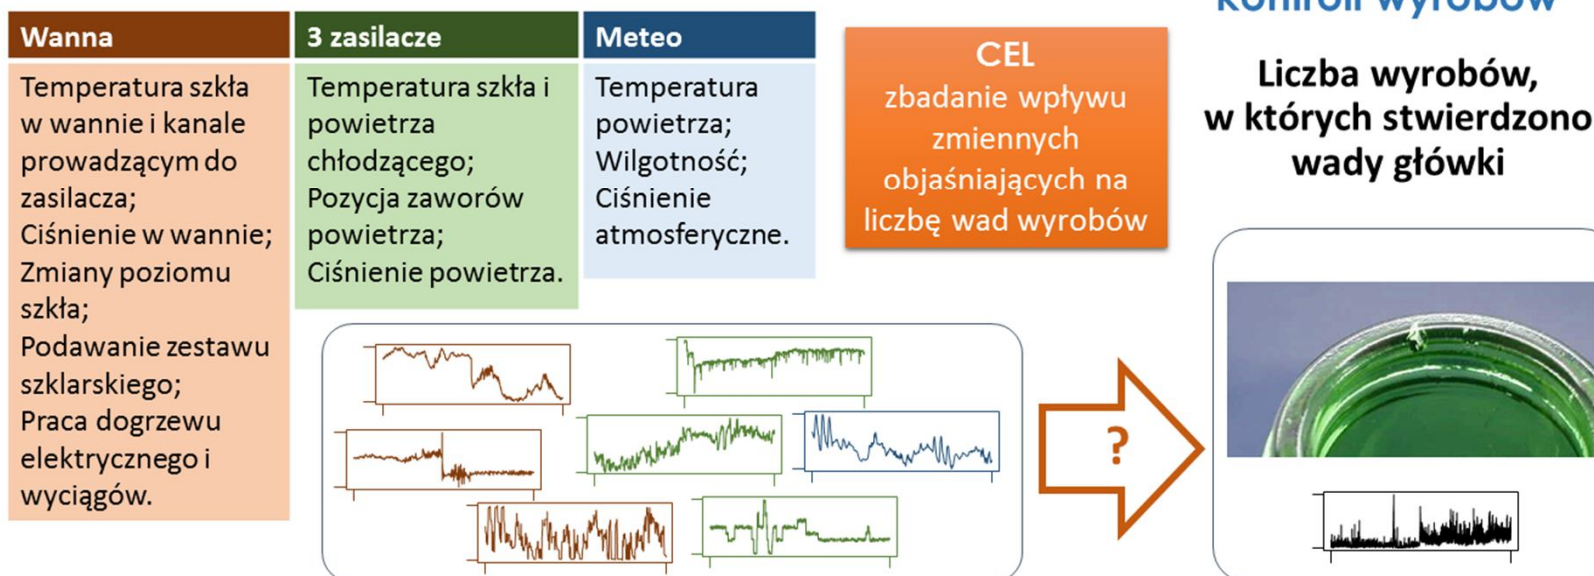 Wanna
Temperatura szkła
w wannie i kanale
prowadzącym do
zasilacza;
Ciśnienie w wannie;
Zmiany poziomu
szkła;
Podawanie zestawu
szklarskiego;
Praca dogrzewu
elektrycznego i
wyciągów.
3 zasilacze
Temperatura szkła i
powietrza
chłodzącego;
Pozycja zaworów
powietrza;
Ciśnienie powietrza.
Meteo
Temperatura
powietrza;
Wilgotność;
Ciśnienie
atmosferyczne.
CEL
zbadanie wpływu
zmiennych
objaśniających na
liczbę wad wyrobów
?
kontroli wyrobów
Liczba wyrobów,
w których stwierdzono
wady główki